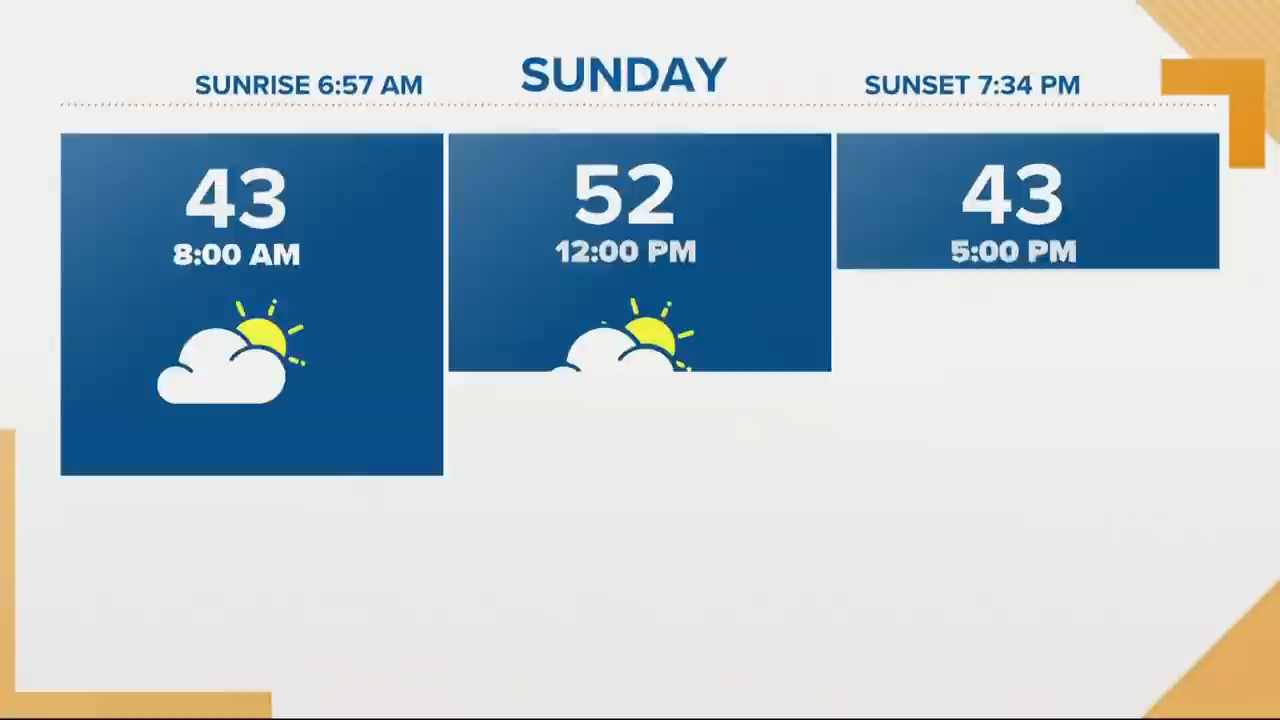 SUNRISE 6:57 AM
SUNDAY
SUNSET 7:34 PM
43
8:00 AM
52
12:00 PM
43
5:00 PM